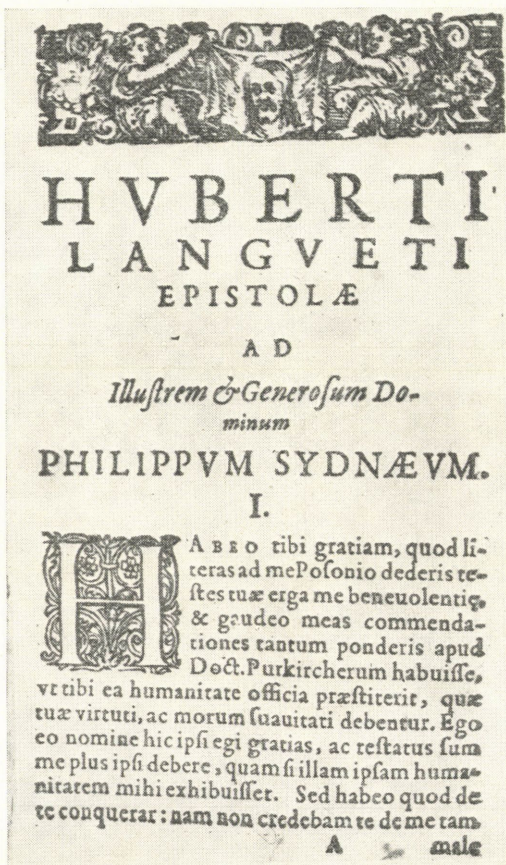 HVBERTI
LANGVETI
EPISTOLÆ
AD
Illuſtrem & Generoſum Do-
minum
PHILIPPVM SYDNÆVM.
I.
HABEO tibi gratiam, quod li-
teras ad me Poſonio dederis te-
ſtes tuæ erga me beneuolentię,
& gaudeo meas commenda-
tiones tantum ponderis apud
Doct. Purkircherum habuiſſe,
vt tibi ea humanitate officia præſtiterit, quæ
tuæ virtuti, ac morum ſuauitati debentur. Ego
eo nomine hic ipſi egi gratias, ac teſtatus ſum
me plus ipſi debere, quam ſi illam ipſam huma-
nitatem mihi exhibuiſſet. Sed habeo quod de
te conquerar: nam non credebam te de me tam
A male